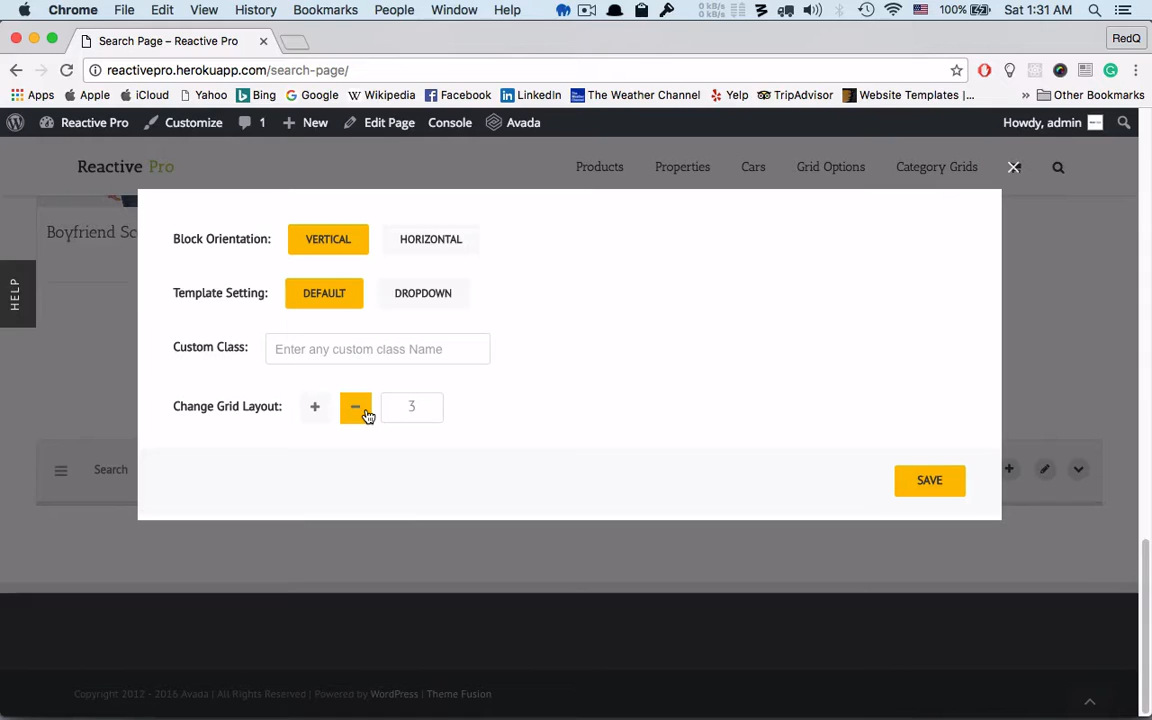 Chrome File Edit View History Bookmarks People Window Help 0 kB/s 0 kB/s 100% Sat 1:31 AM
Search Page – Reactive Pro RedQ
reactivepro.herokuapp.com/search-page/
Apps Apple iCloud Yahoo Bing Google Wikipedia Facebook LinkedIn The Weather Channel Yelp TripAdvisor Website Templates |... » Other Bookmarks
Reactive Pro Customize 1 New Edit Page Console Avada Howdy, admin
Reactive Pro Products Properties Cars Grid Options Category Grids
Boyfriend Sc
Block Orientation: VERTICAL HORIZONTAL
HELP
Template Setting: DEFAULT DROPDOWN
Custom Class: Enter any custom class Name
Change Grid Layout: + − 3
Search
SAVE
Copyright 2012 - 2016 Avada | All Rights Reserved | Powered by WordPress | Theme Fusion